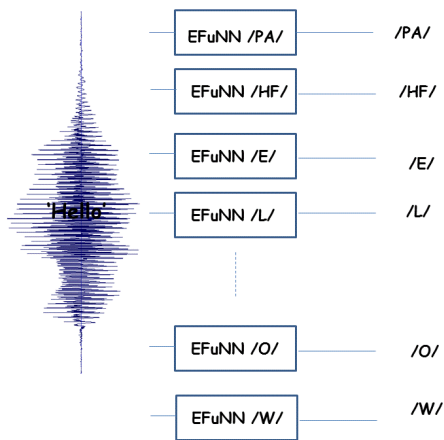 EFuNN /PA/ /PA/
EFuNN /HF/ /HF/
EFuNN /E/ /E/
'Hello' EFuNN /L/ /L/
EFuNN /O/ /O/
EFuNN /W/ /W/